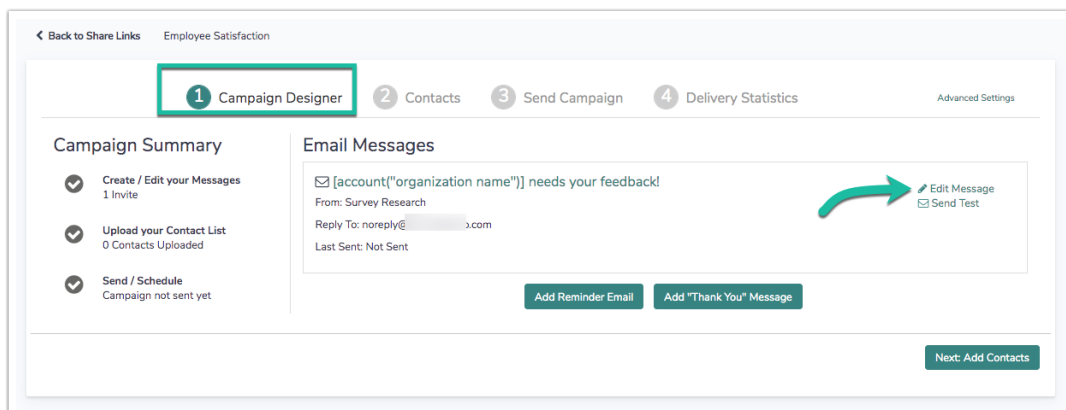 Back to Share Links Employee Satisfaction
1 Campaign Designer 2 Contacts 3 Send Campaign 4 Delivery Statistics Advanced Settings
Campaign Summary
Create / Edit your Messages
1 Invite
Upload your Contact List
0 Contacts Uploaded
Send / Schedule
Campaign not sent yet
Email Messages
[account("organization name")] needs your feedback!
From: Survey Research
Reply To: noreply@ o.com
Last Sent: Not Sent
Edit Message
Send Test
Add Reminder Email Add "Thank You" Message
Next: Add Contacts